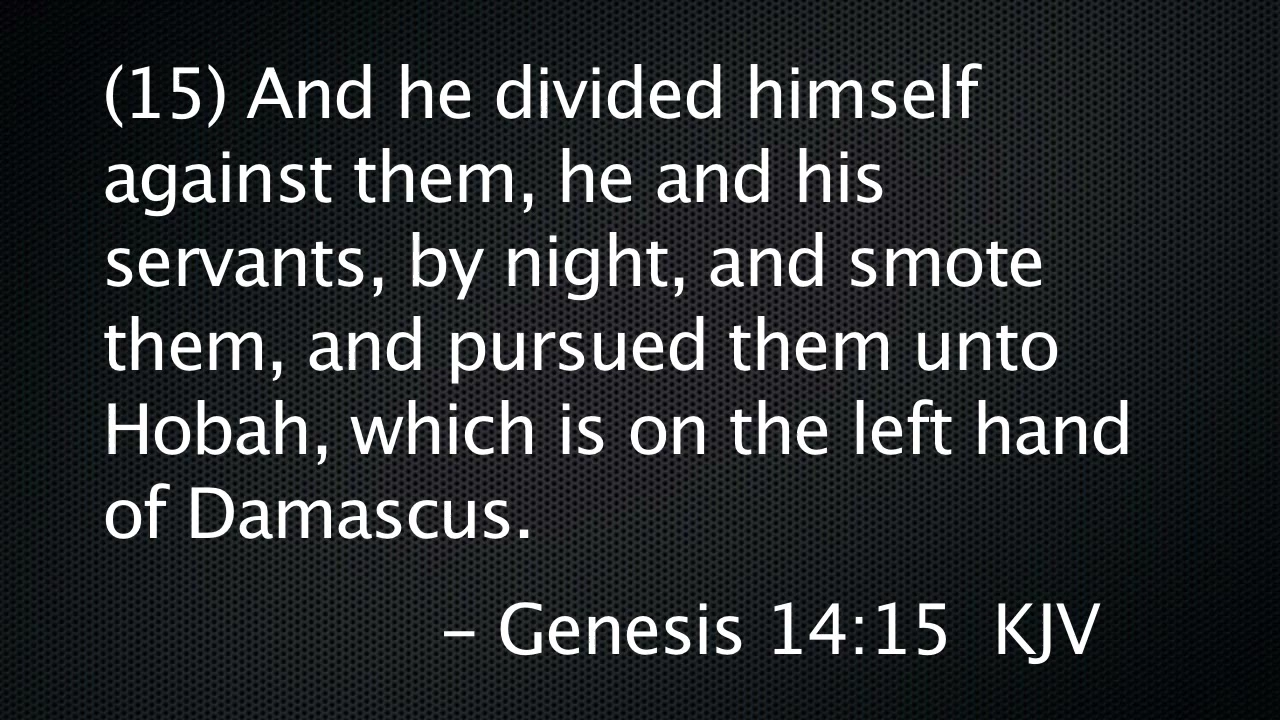 (15) And he divided himself
against them, he and his
servants, by night, and smote
them, and pursued them unto
Hobah, which is on the left hand
of Damascus.
– Genesis 14:15  KJV